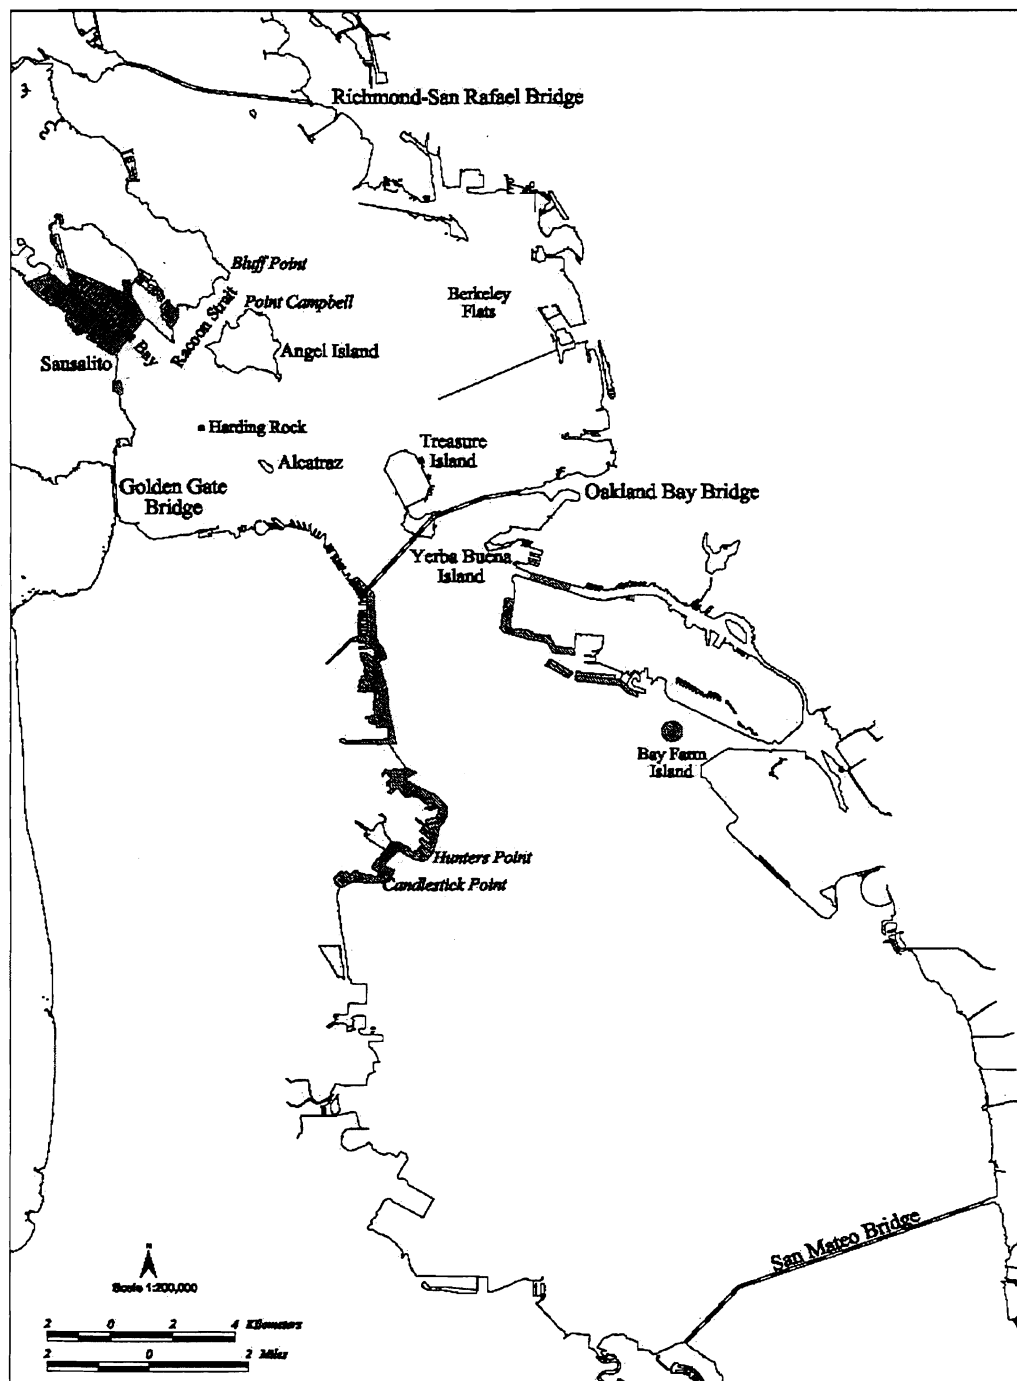 Richmond-San Rafael Bridge
Bluff Point
Point Campbell
Racoon Strait
Berkeley
Flats
Bay
Sausalito
Angel Island
Harding Rock
Alcatraz
Treasure
Island
Golden Gate
Bridge
Oakland Bay Bridge
Yerba Buena
Island
Bay Farm
Island
Hunters Point
Candlestick Point
San Mateo Bridge
Scale 1:200,000
2 0 2 4 Kilometers
2 0 2 Miles